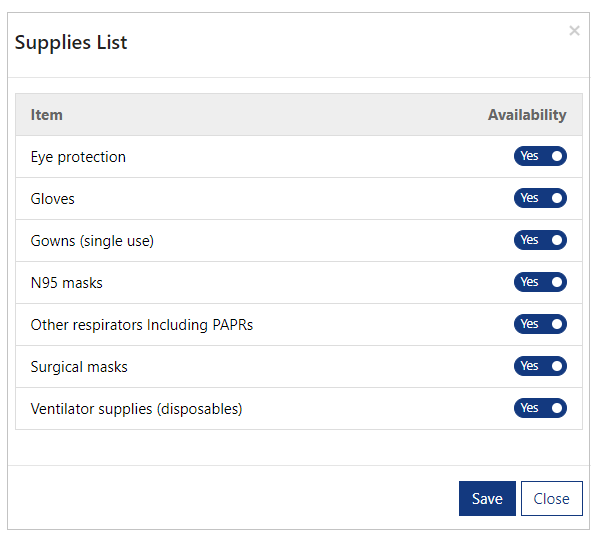 Supplies List
×
Item Availability
Eye protection Yes
Gloves Yes
Gowns (single use) Yes
N95 masks Yes
Other respirators Including PAPRs Yes
Surgical masks Yes
Ventilator supplies (disposables) Yes
Save Close